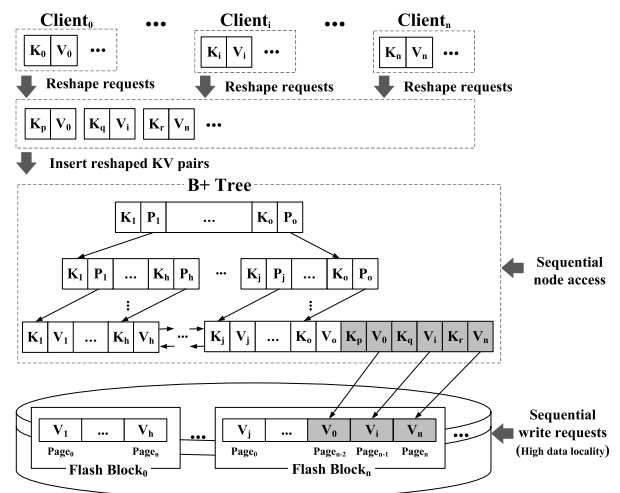 Client₀ ••• Clientᵢ ••• Clientₙ
K₀ V₀ ••• Kᵢ Vᵢ ••• Kₙ Vₙ •••
Reshape requests Reshape requests Reshape requests
Kₚ V₀ K_q Vᵢ Kᵣ Vₙ •••
Insert reshaped KV pairs
B+ Tree
K₁ P₁ ... Kₒ Pₒ
K₁ P₁ ... Kₕ Pₕ ... Kⱼ Pⱼ ... Kₒ Pₒ
Sequential
node access
K₁ V₁ ... Kₕ Vₕ ... Kⱼ Vⱼ ... Kₒ Vₒ Kₚ V₀ K_q Vᵢ Kᵣ Vₙ
V₁ ... Vₕ ••• Vⱼ ... V₀ Vᵢ Vₙ •••
Page₀ Pageₙ Page₀ Pageₙ₋₂ Pageₙ₋₁ Pageₙ
Flash Block₀ Flash Blockₙ
Sequential
write requests
(High data locality)